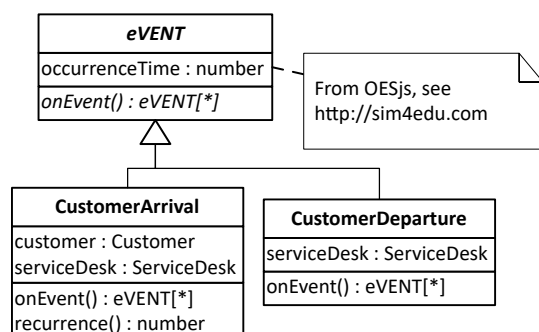 eVENT
occurrenceTime : number
onEvent() : eVENT[*]
From OESjs, see
http://sim4edu.com
CustomerArrival
customer : Customer
serviceDesk : ServiceDesk
onEvent() : eVENT[*]
recurrence() : number
CustomerDeparture
serviceDesk : ServiceDesk
onEvent() : eVENT[*]